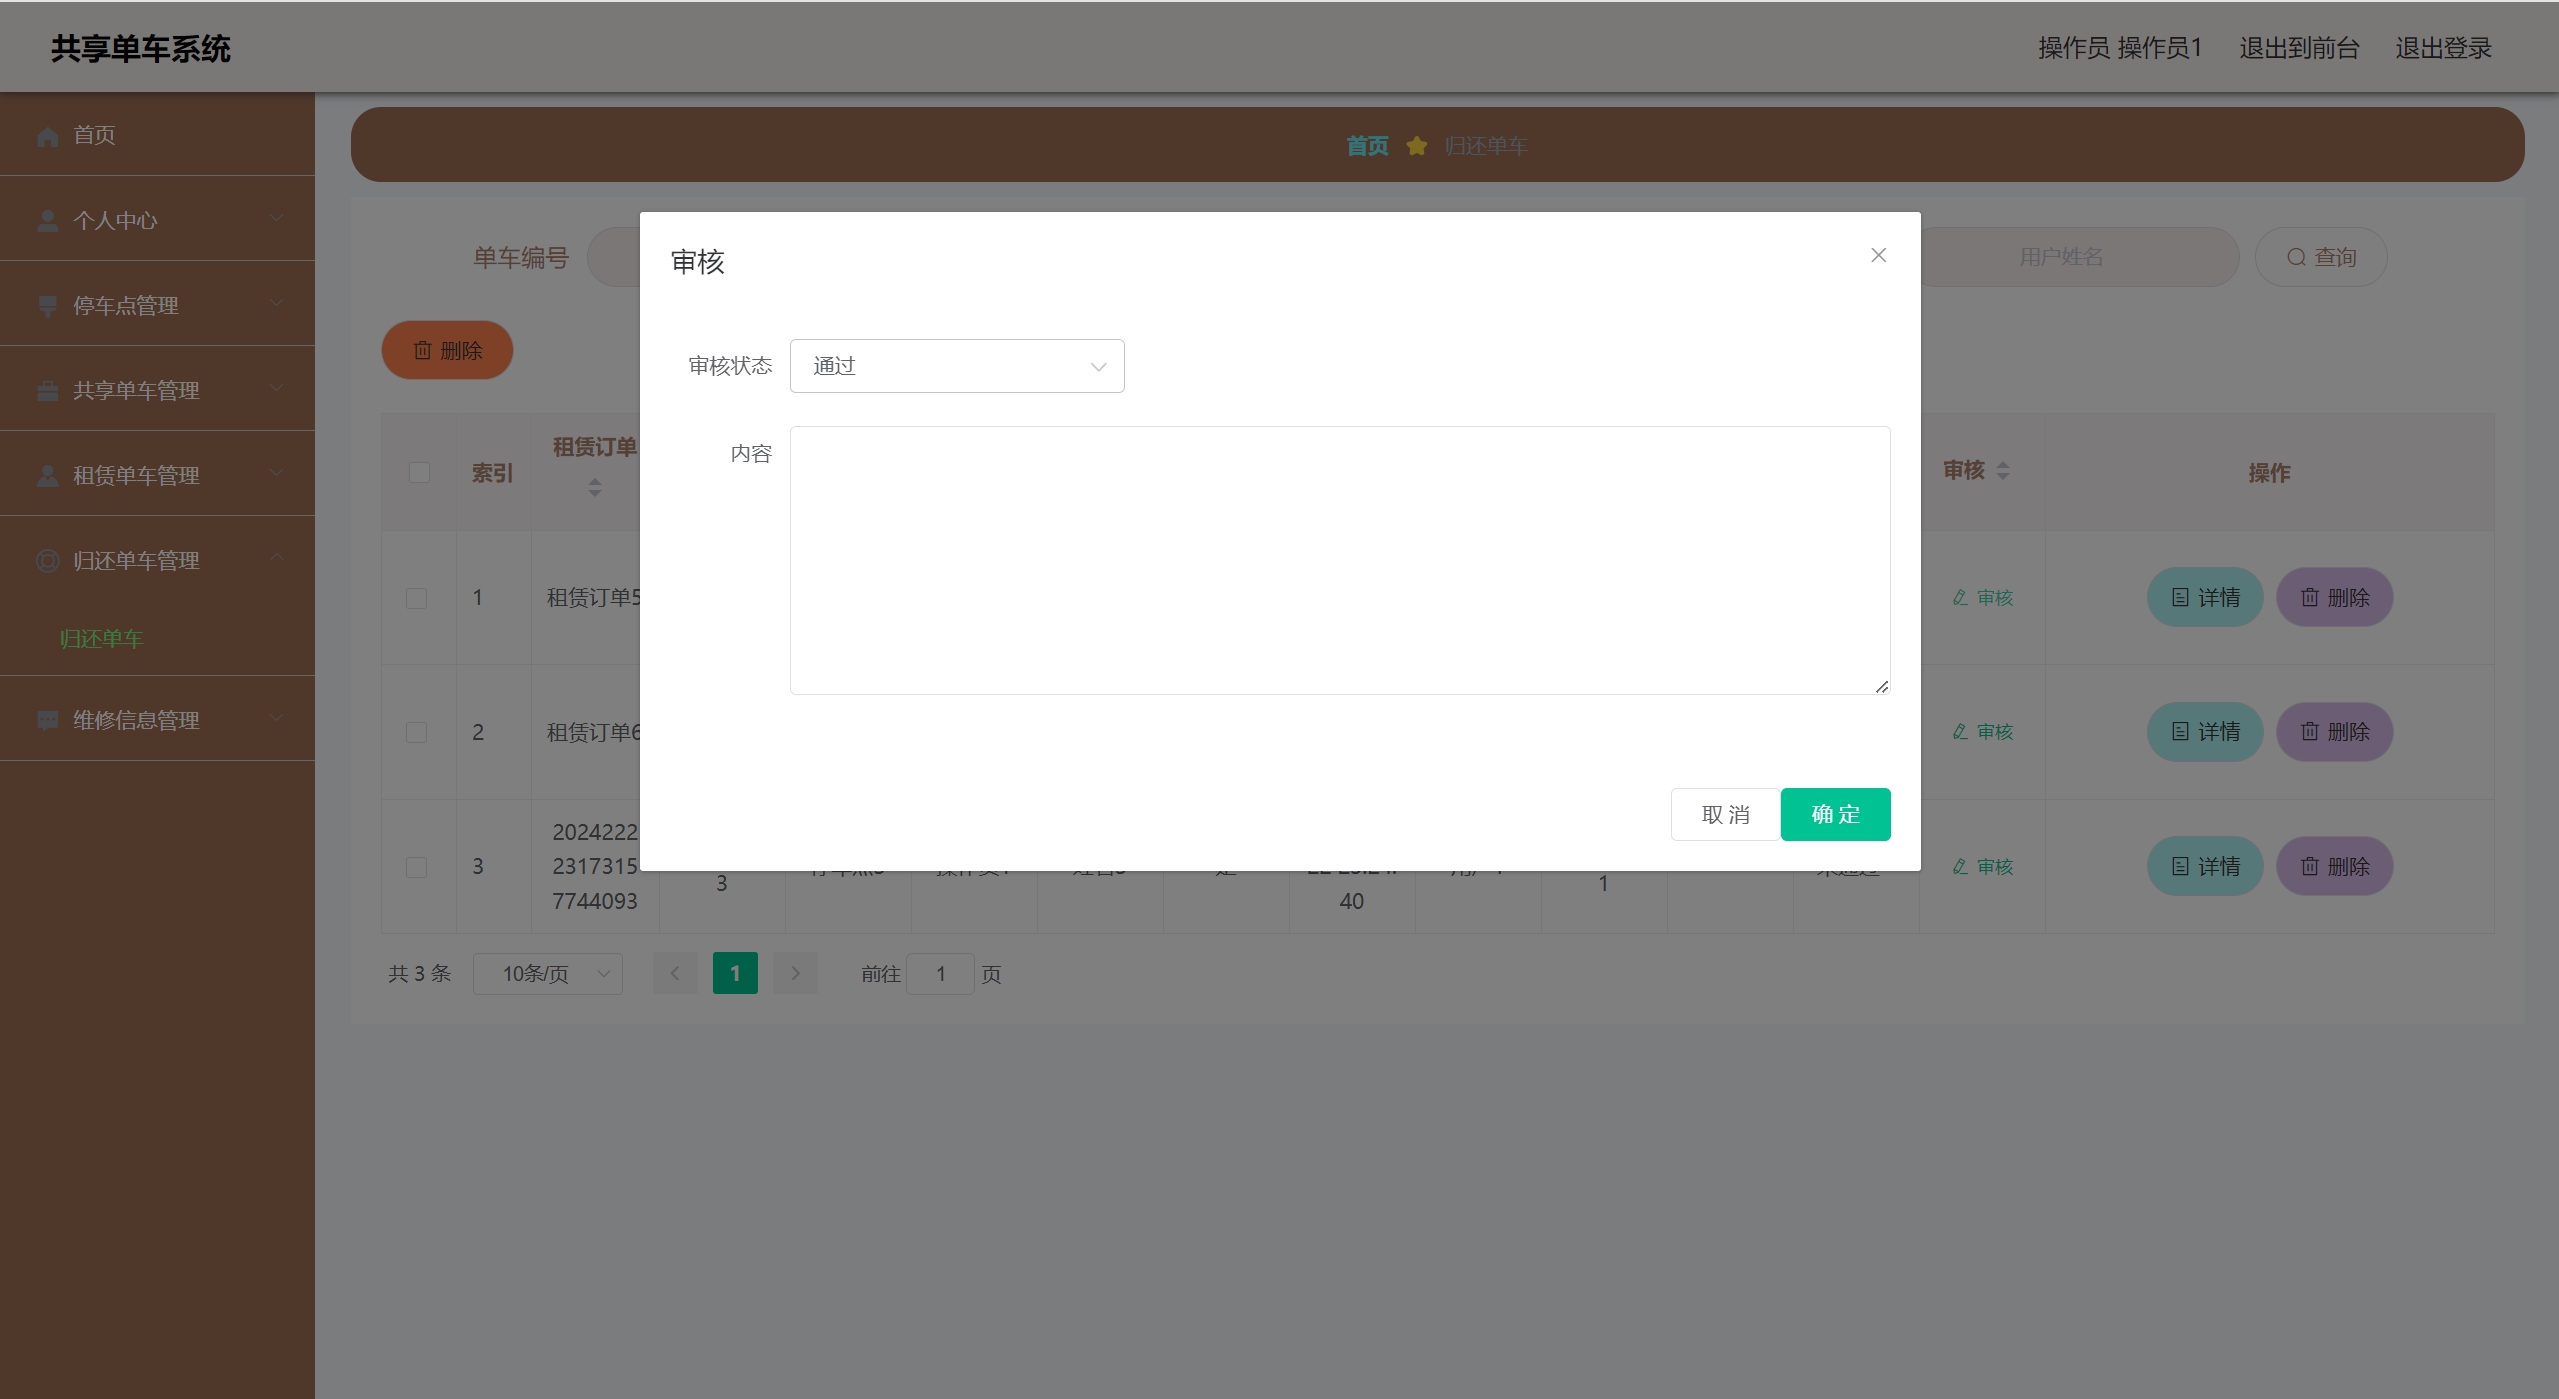 共享单车系统
操作员 操作员1 退出到前台 退出登录
首页
个人中心
停车点管理
共享单车管理
租赁单车管理
归还单车管理
归还单车
维修信息管理
首页 归还单车
单车编号 用户姓名 查询
删除
索引 租赁订单 审核 操作
1 租赁订单5 审核 详情 删除
2 租赁订单6 审核 详情 删除
2024222
3 2317315 审核 详情 删除
3 1
7744093 40
共 3 条 10条/页 1 前往 1 页
审核
审核状态 通过
内容
取 消 确 定